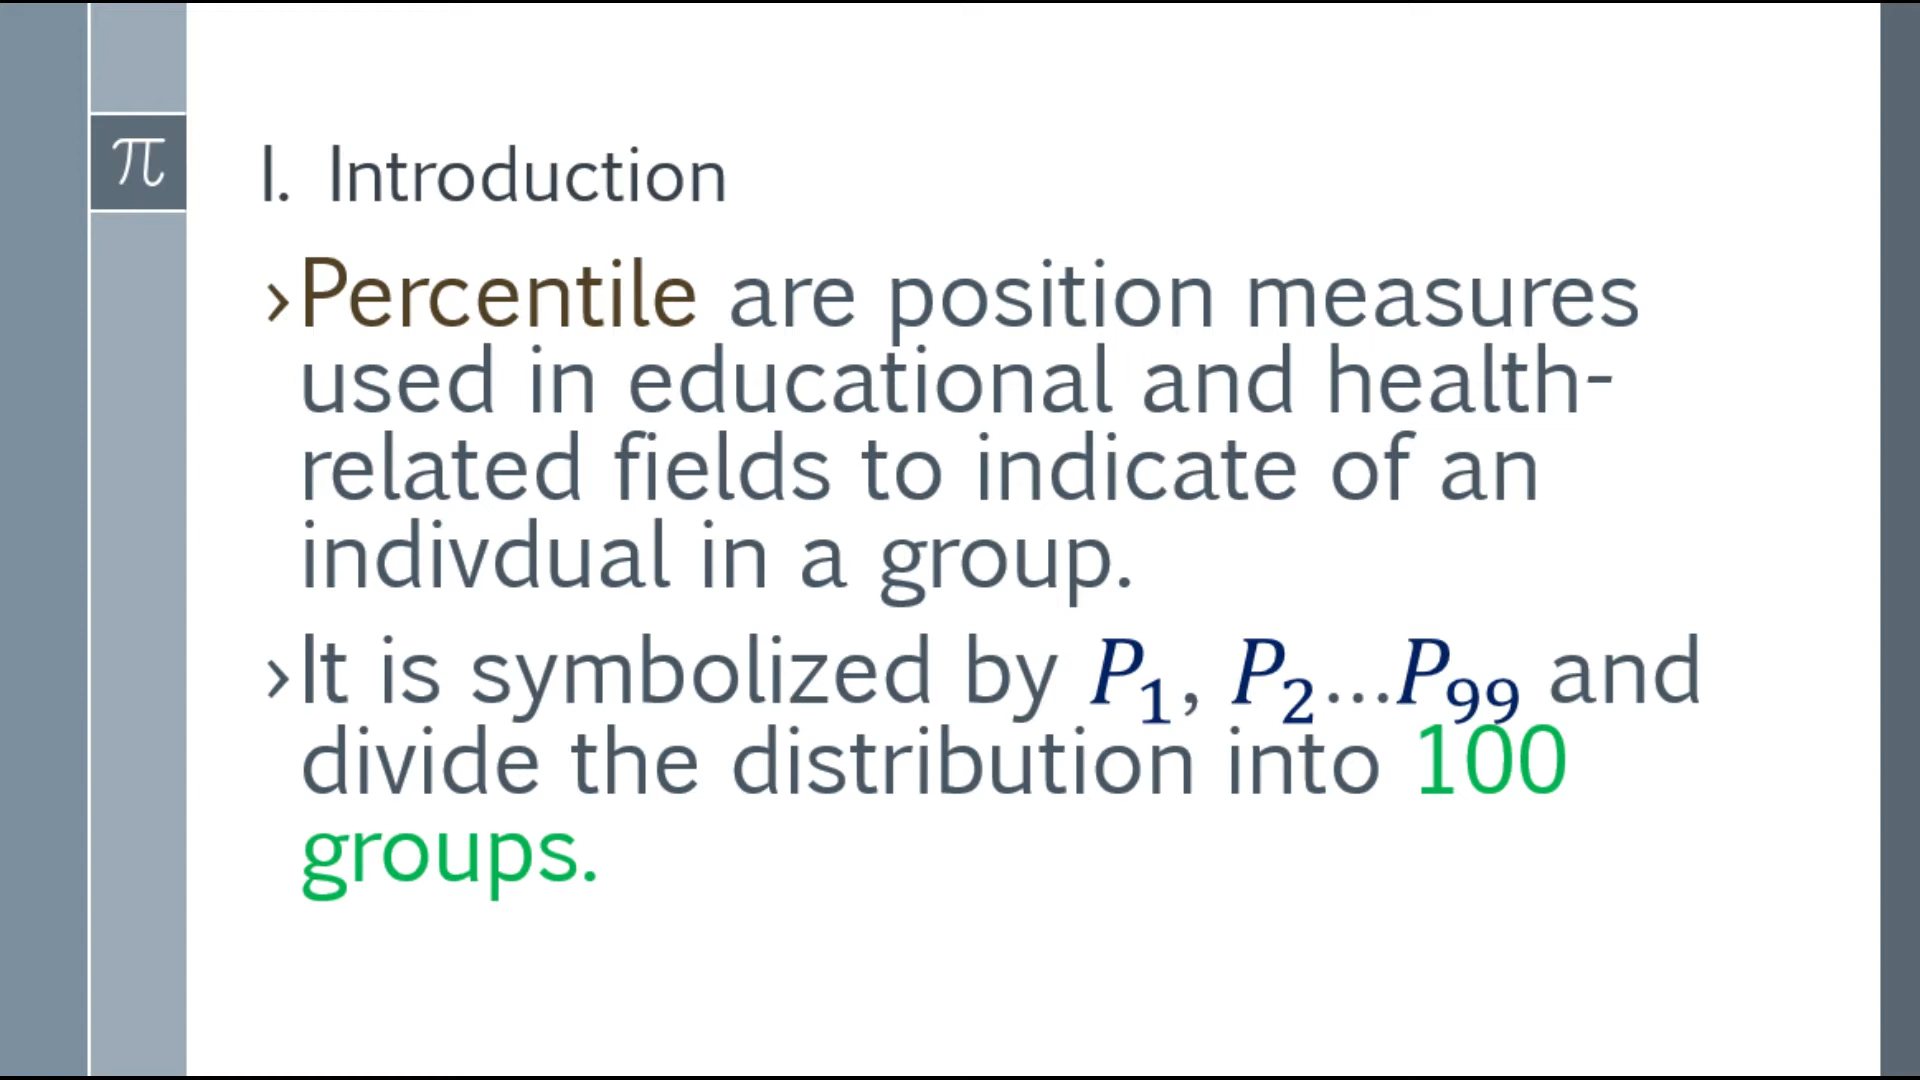 π
I. Introduction
›Percentile are position measures
used in educational and health-
related fields to indicate of an
indivdual in a group.
›It is symbolized by P₁, P₂...P₉₉ and
divide the distribution into 100
groups.